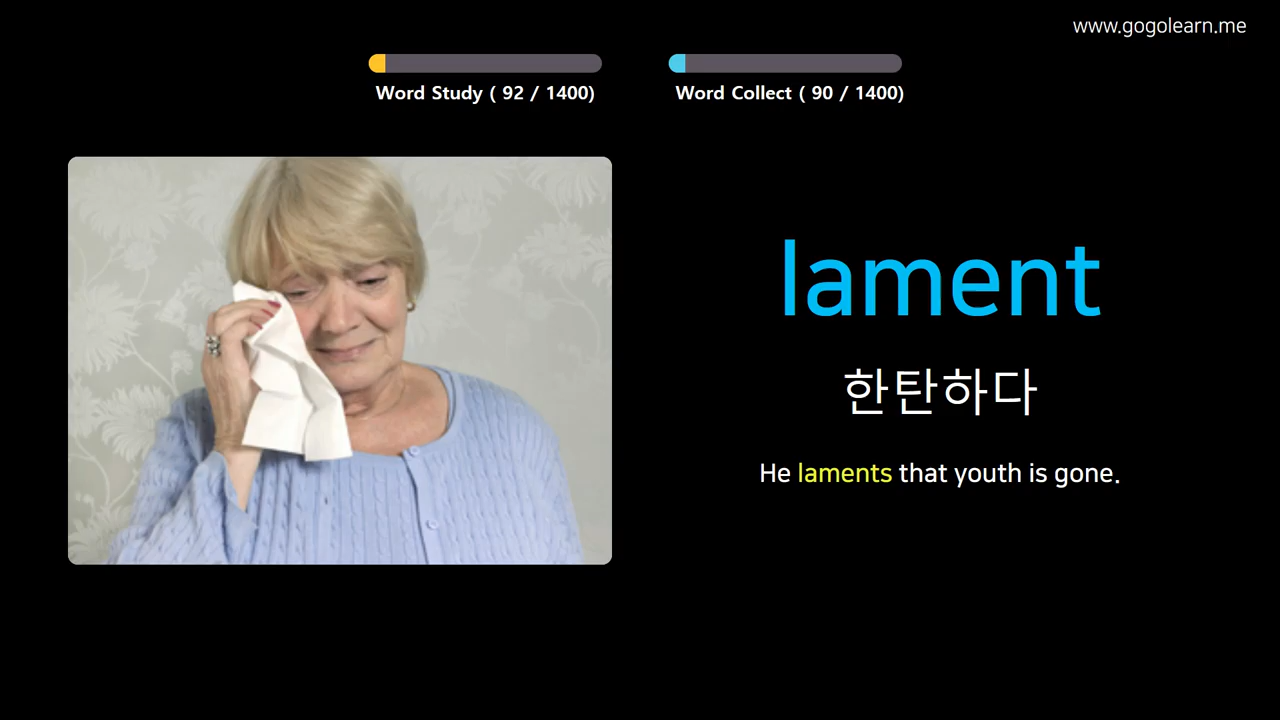 www.gogolearn.me
Word Study ( 92 / 1400)
Word Collect ( 90 / 1400)
lament
한탄하다
He laments that youth is gone.